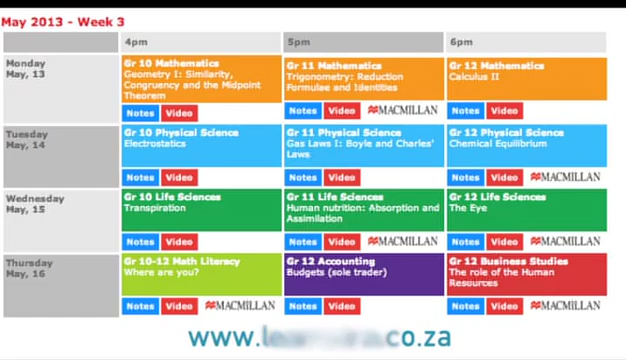 May 2013 - Week 3
4pm 5pm 6pm
Monday
May, 13
Gr 10 Mathematics
Geometry I: Similarity,
Congruency and the Midpoint
Theorem
Notes Video
Gr 11 Mathematics
Trigonometry: Reduction
Formulae and Identities
Notes Video MACMILLAN
Gr 12 Mathematics
Calculus II
Notes Video
Tuesday
May, 14
Gr 10 Physical Science
Electrostatics
Notes Video
Gr 11 Physical Science
Gas Laws I: Boyle and Charles'
Laws
Notes Video
Gr 12 Physical Science
Chemical Equilibrium
Notes Video MACMILLAN
Wednesday
May, 15
Gr 10 Life Sciences
Transpiration
Notes Video
Gr 11 Life Sciences
Human nutrition: Absorption and
Assimilation
Notes Video MACMILLAN
Gr 12 Life Sciences
The Eye
Notes Video MACMILLAN
Thursday
May, 16
Gr 10-12 Math Literacy
Where are you?
Notes Video MACMILLAN
Gr 12 Accounting
Budgets (sole trader)
Notes Video
Gr 12 Business Studies
The role of the Human
Resources
Notes Video MACMILLAN